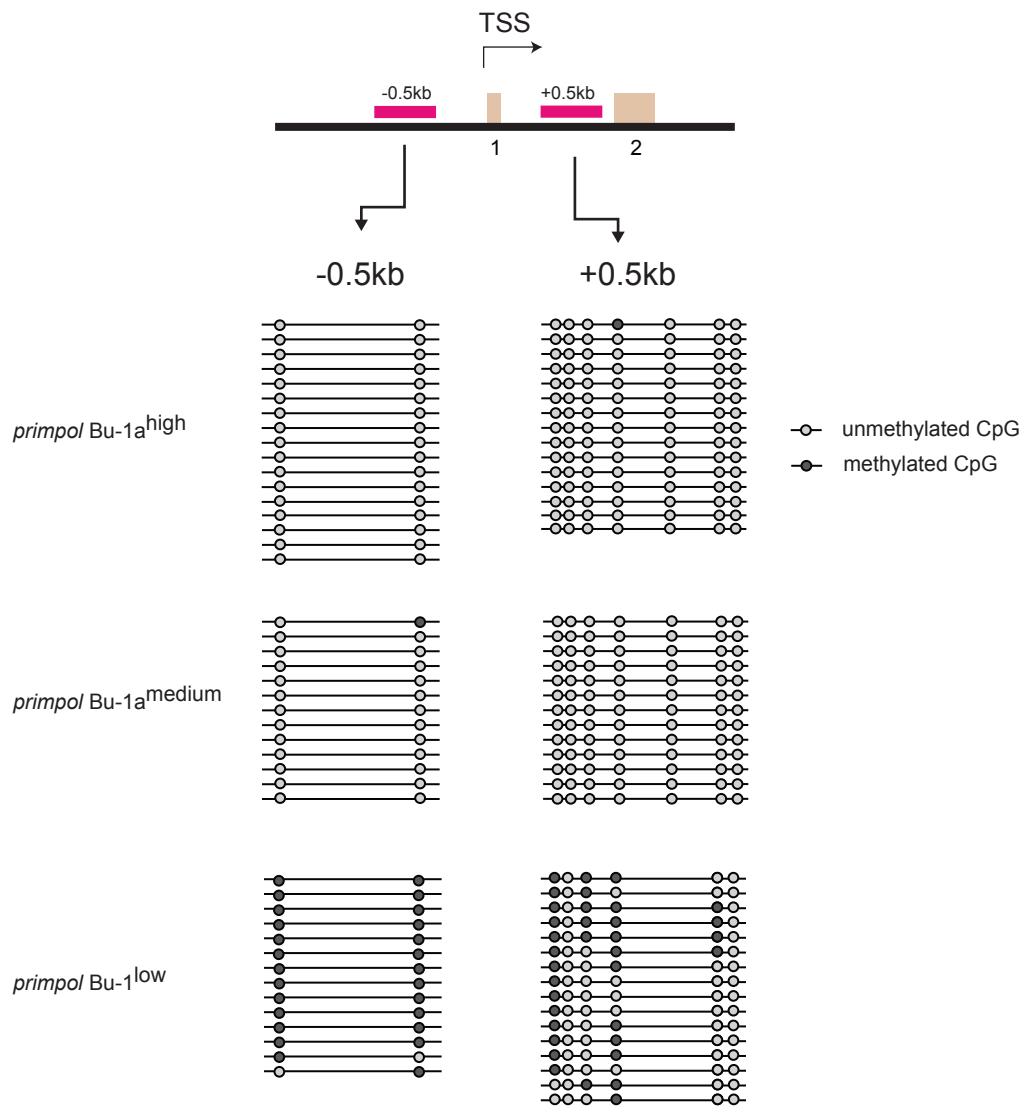 TSS
-0.5kb
+0.5kb
1
2
-0.5kb
+0.5kb
primpol Bu-1a^high
unmethylated CpG
methylated CpG
primpol Bu-1a^medium
primpol Bu-1^low